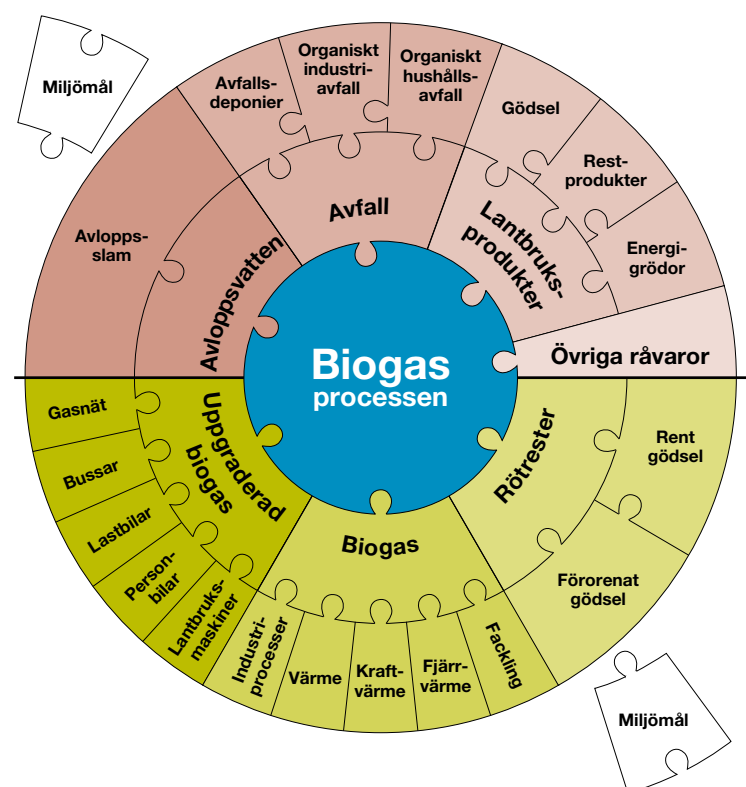 Miljömål
Avfalls-
deponier
Organiskt
industri-
avfall
Organiskt
hushålls-
avfall
Gödsel
Rest-
produkter
Energi-
grödor
Avlopps-
slam
Avloppsvatten
Avfall
Lantbruks-
produkter
Övriga råvaror
Biogas
processen
Gasnät
Bussar
Lastbilar
Person-
bilar
Lantbruks-
maskiner
Uppgraderad
biogas
Biogas
Rötrester
Industri-
processer
Värme
Kraft-
värme
Fjärr-
värme
Fackling
Rent
gödsel
Förorenat
gödsel
Miljömål